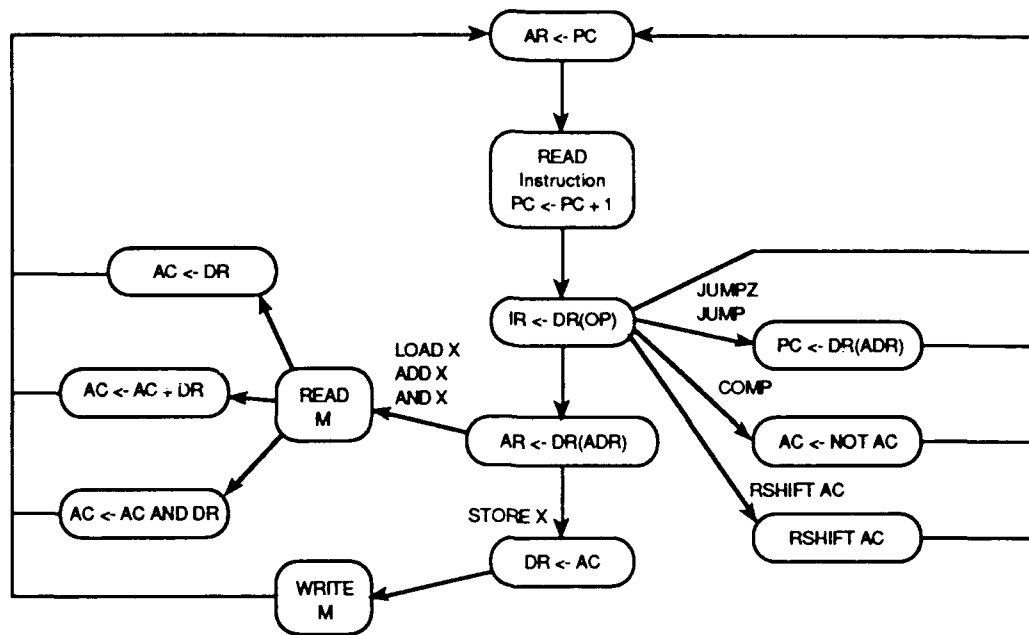 AR <- PC
READ
Instruction
PC <- PC + 1
AC <- DR
IR <- DR(OP)
JUMPZ
JUMP
PC <- DR(ADR)
LOAD X
ADD X
AND X
AC <- AC + DR
READ
M
COMP
AR <- DR(ADR)
AC <- NOT AC
AC <- AC AND DR
STORE X
RSHIFT AC
RSHIFT AC
DR <- AC
WRITE
M